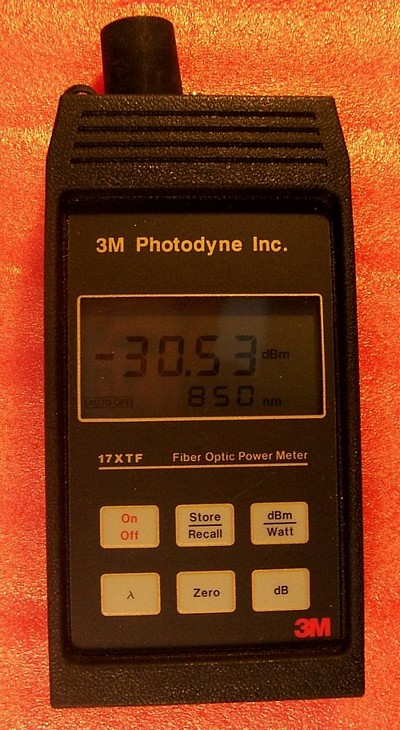 3M Photodyne Inc.
-30.53 dBm
AUTO OFF 850 nm
17XTF Fiber Optic Power Meter
On Off
Store Recall
dBm Watt
λ
Zero
dB
3M